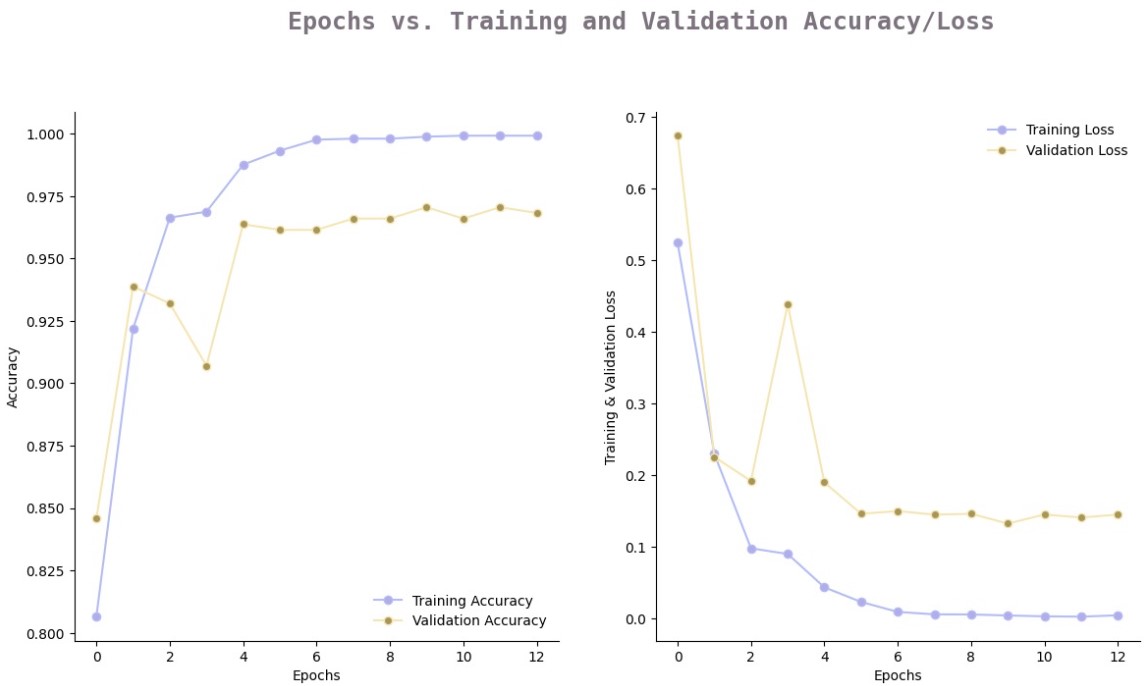 Epochs vs. Training and Validation Accuracy/Loss
1.000
0.975
0.950
0.925
0.900
0.875
0.850
0.825
0.800
Accuracy
0 2 4 6 8 10 12
Epochs
Training Accuracy
Validation Accuracy
0.7
0.6
0.5
0.4
0.3
0.2
0.1
0.0
Training & Validation Loss
0 2 4 6 8 10 12
Epochs
Training Loss
Validation Loss